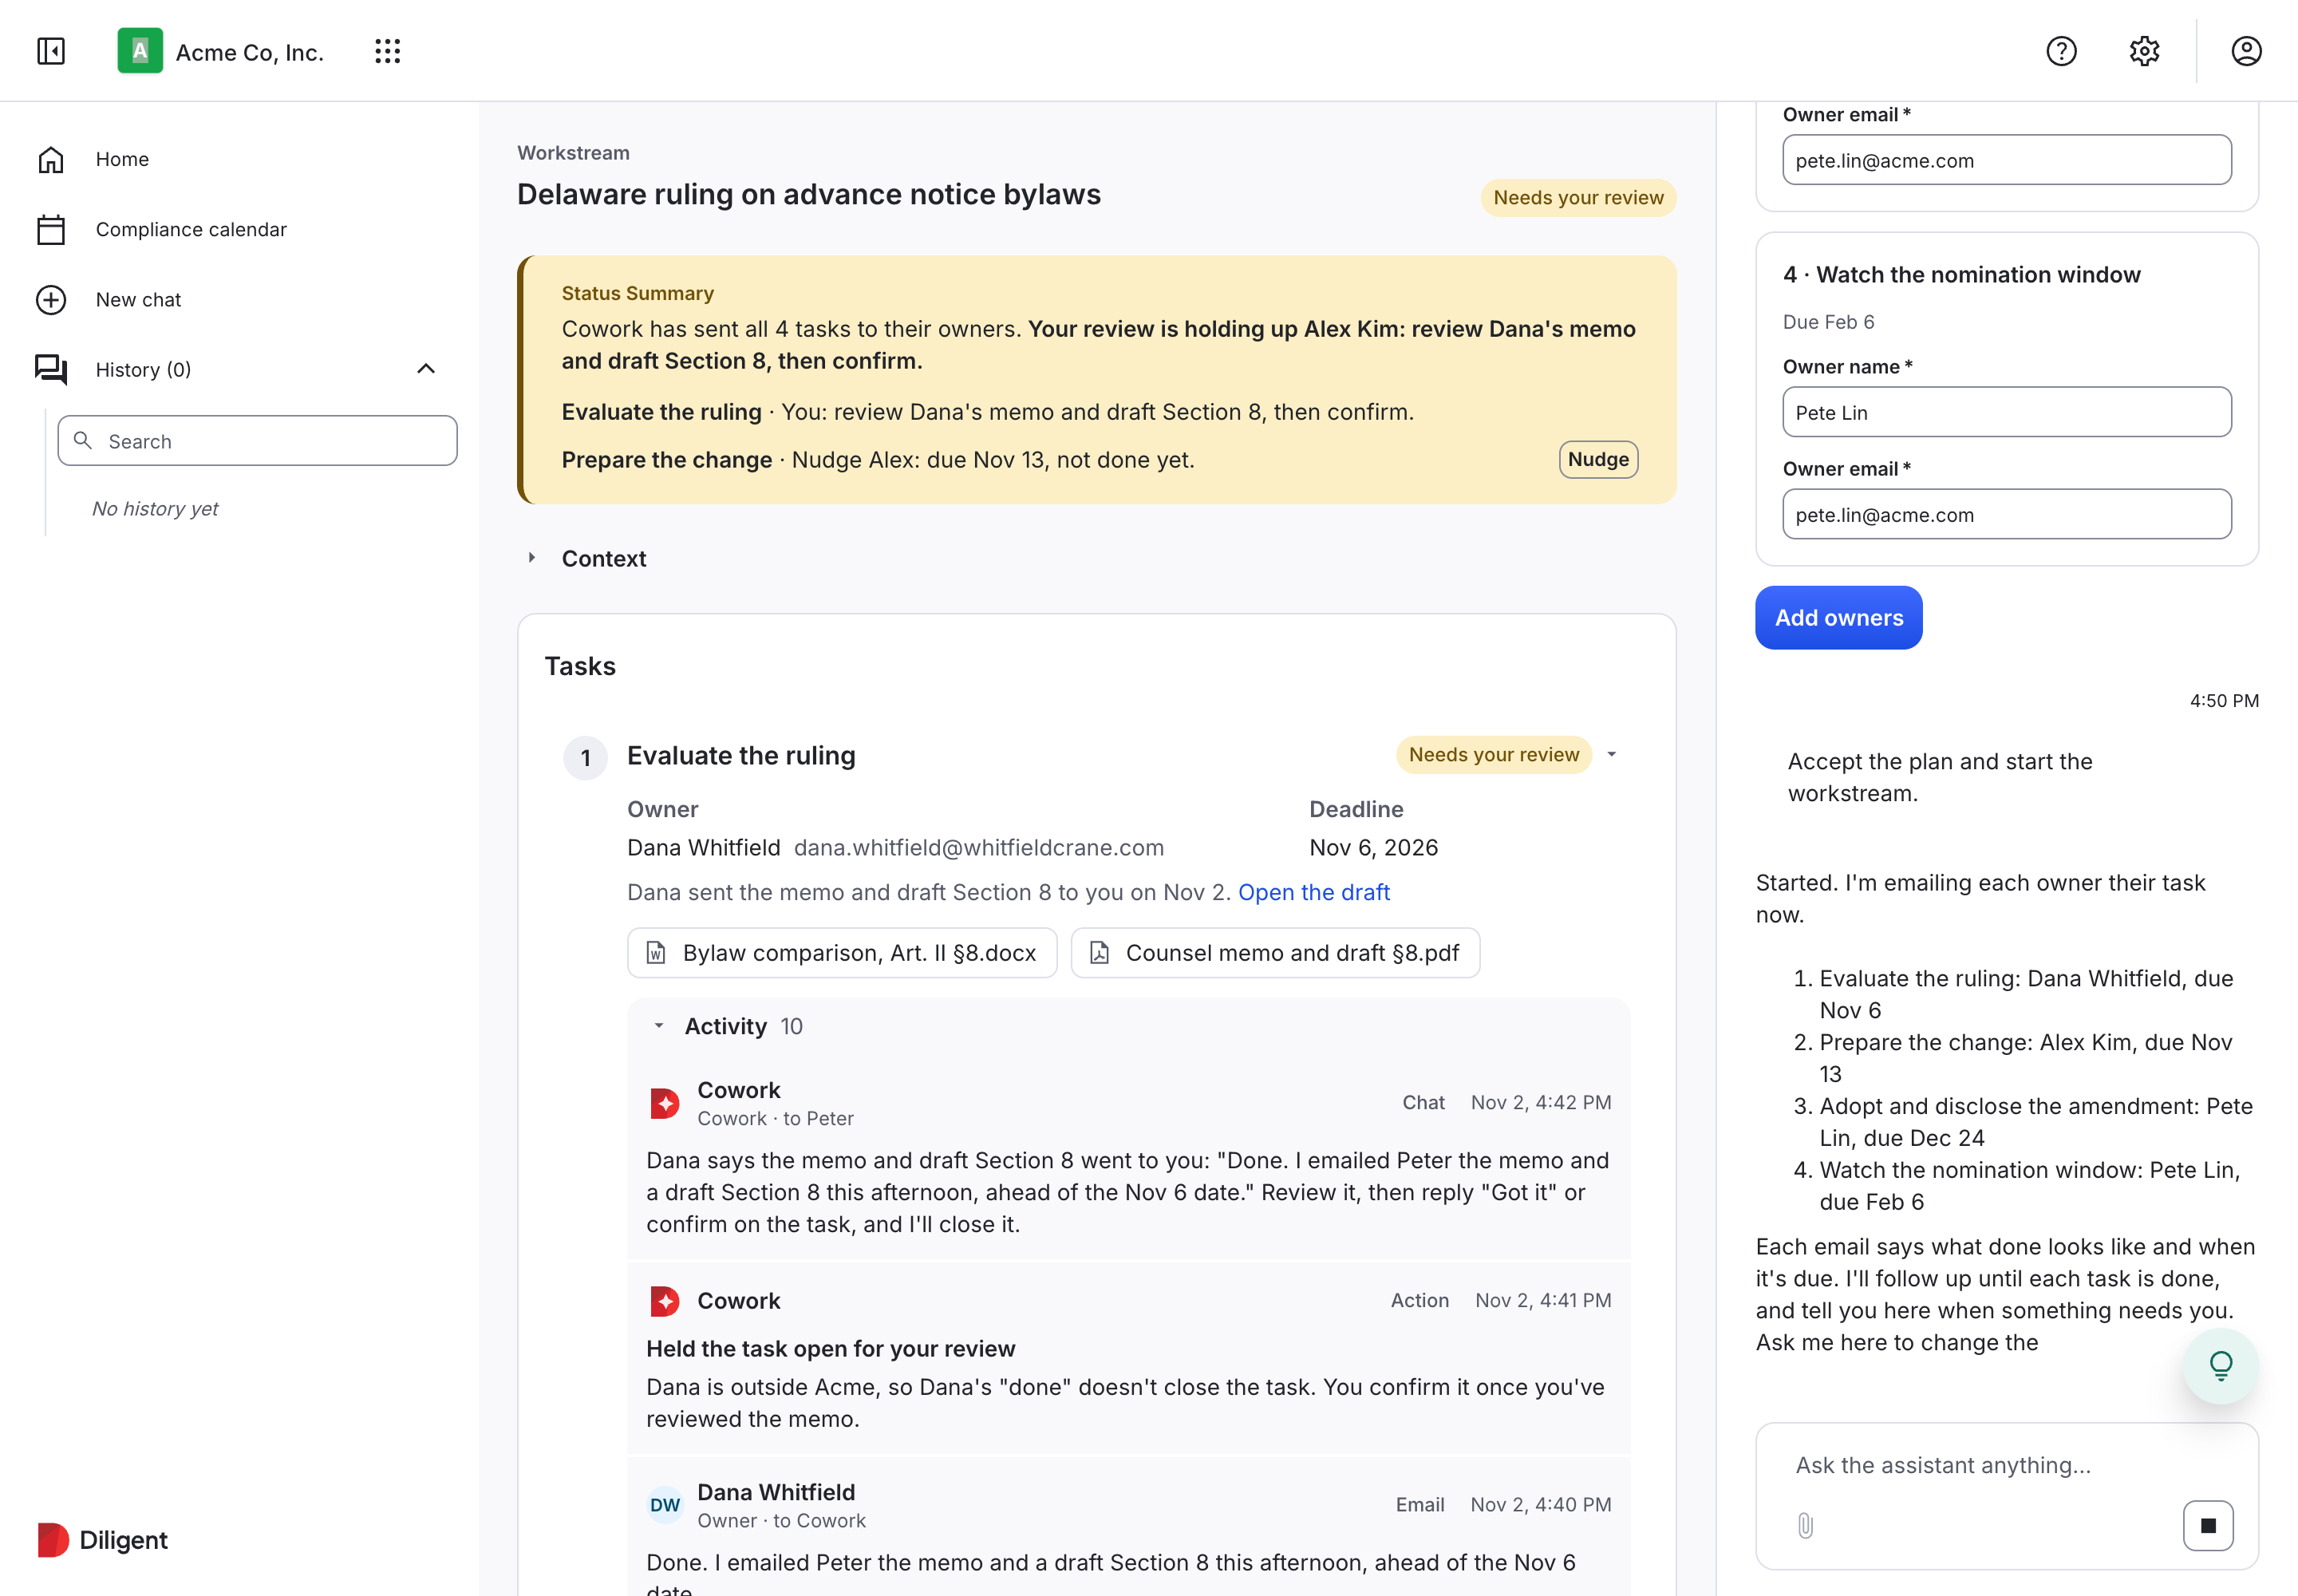 A
Acme Co, Inc.
Home
Compliance calendar
New chat
History (0)
Search
No history yet
Diligent
Workstream
Delaware ruling on advance notice bylaws
Needs your review
Status Summary
Cowork has sent all 4 tasks to their owners. Your review is holding up Alex Kim: review Dana's memo
and draft Section 8, then confirm.
Evaluate the ruling · You: review Dana's memo and draft Section 8, then confirm.
Prepare the change · Nudge Alex: due Nov 13, not done yet.
Nudge
Context
Tasks
1
Evaluate the ruling
Needs your review
Owner
Deadline
Dana Whitfield dana.whitfield@whitfieldcrane.com
Nov 6, 2026
Dana sent the memo and draft Section 8 to you on Nov 2. Open the draft
Bylaw comparison, Art. II §8.docx
Counsel memo and draft §8.pdf
Activity 10
Cowork
Cowork · to Peter
Chat Nov 2, 4:42 PM
Dana says the memo and draft Section 8 went to you: "Done. I emailed Peter the memo and
a draft Section 8 this afternoon, ahead of the Nov 6 date." Review it, then reply "Got it" or
confirm on the task, and I'll close it.
Cowork
Action Nov 2, 4:41 PM
Held the task open for your review
Dana is outside Acme, so Dana's "done" doesn't close the task. You confirm it once you've
reviewed the memo.
DW
Dana Whitfield
Owner · to Cowork
Email Nov 2, 4:40 PM
Done. I emailed Peter the memo and a draft Section 8 this afternoon, ahead of the Nov 6
date.
Owner email *
pete.lin@acme.com
4 · Watch the nomination window
Due Feb 6
Owner name *
Pete Lin
Owner email *
pete.lin@acme.com
Add owners
4:50 PM
Accept the plan and start the
workstream.
Started. I'm emailing each owner their task
now.
1. Evaluate the ruling: Dana Whitfield, due
Nov 6
2. Prepare the change: Alex Kim, due Nov
13
3. Adopt and disclose the amendment: Pete
Lin, due Dec 24
4. Watch the nomination window: Pete Lin,
due Feb 6
Each email says what done looks like and when
it's due. I'll follow up until each task is done,
and tell you here when something needs you.
Ask me here to change the
Ask the assistant anything...